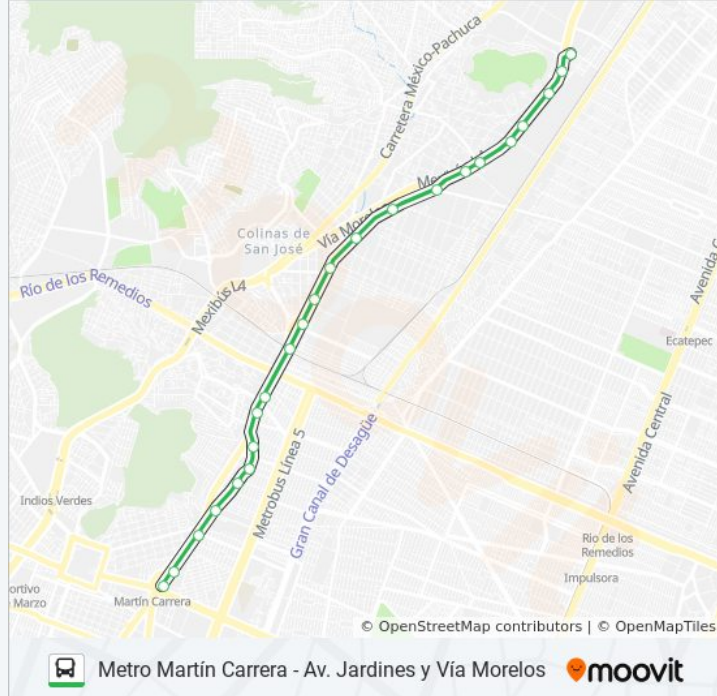 Carretera México-Pachuca
Vía Morelos
Colinas de
San José
Mexibús L4
Río de los Remedios
Avenida C
Ecatepec
Metrobus Línea 5
Gran Canal de Desagüe
Avenida Central
Indios Verdes
Río de los
Remedios
Impulsora
ortivo
Marzo
Martín Carrera
© OpenStreetMap contributors | © OpenMapTiles
Metro Martín Carrera - Av. Jardines y Vía Morelos
moovit